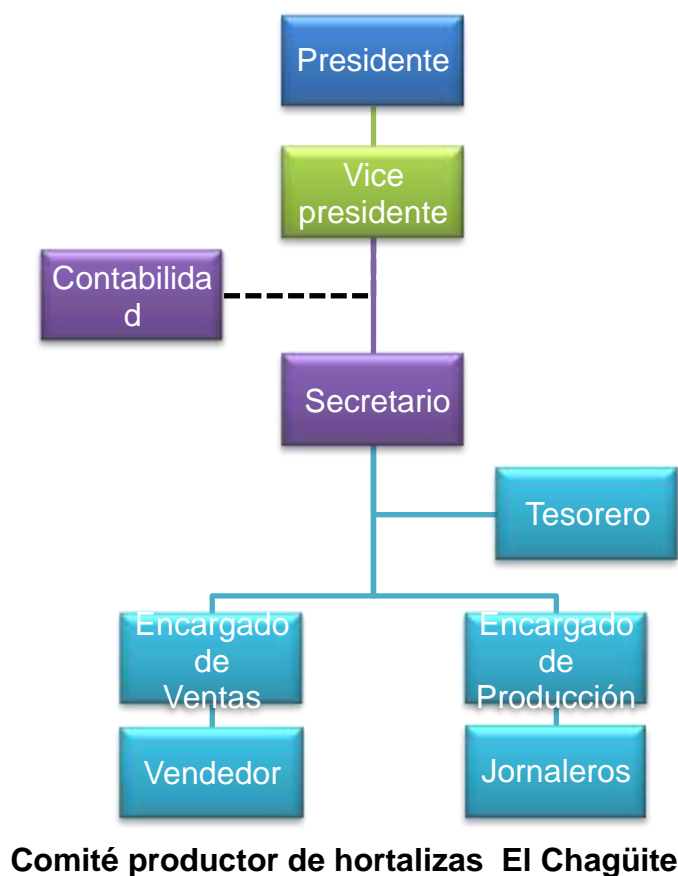 Presidente
Vice
presidente
Contabilida
d
Secretario
Tesorero
Encargado
de
Ventas
Encargado
de
Producción
Vendedor
Jornaleros
Comité productor de hortalizas El Chagüite